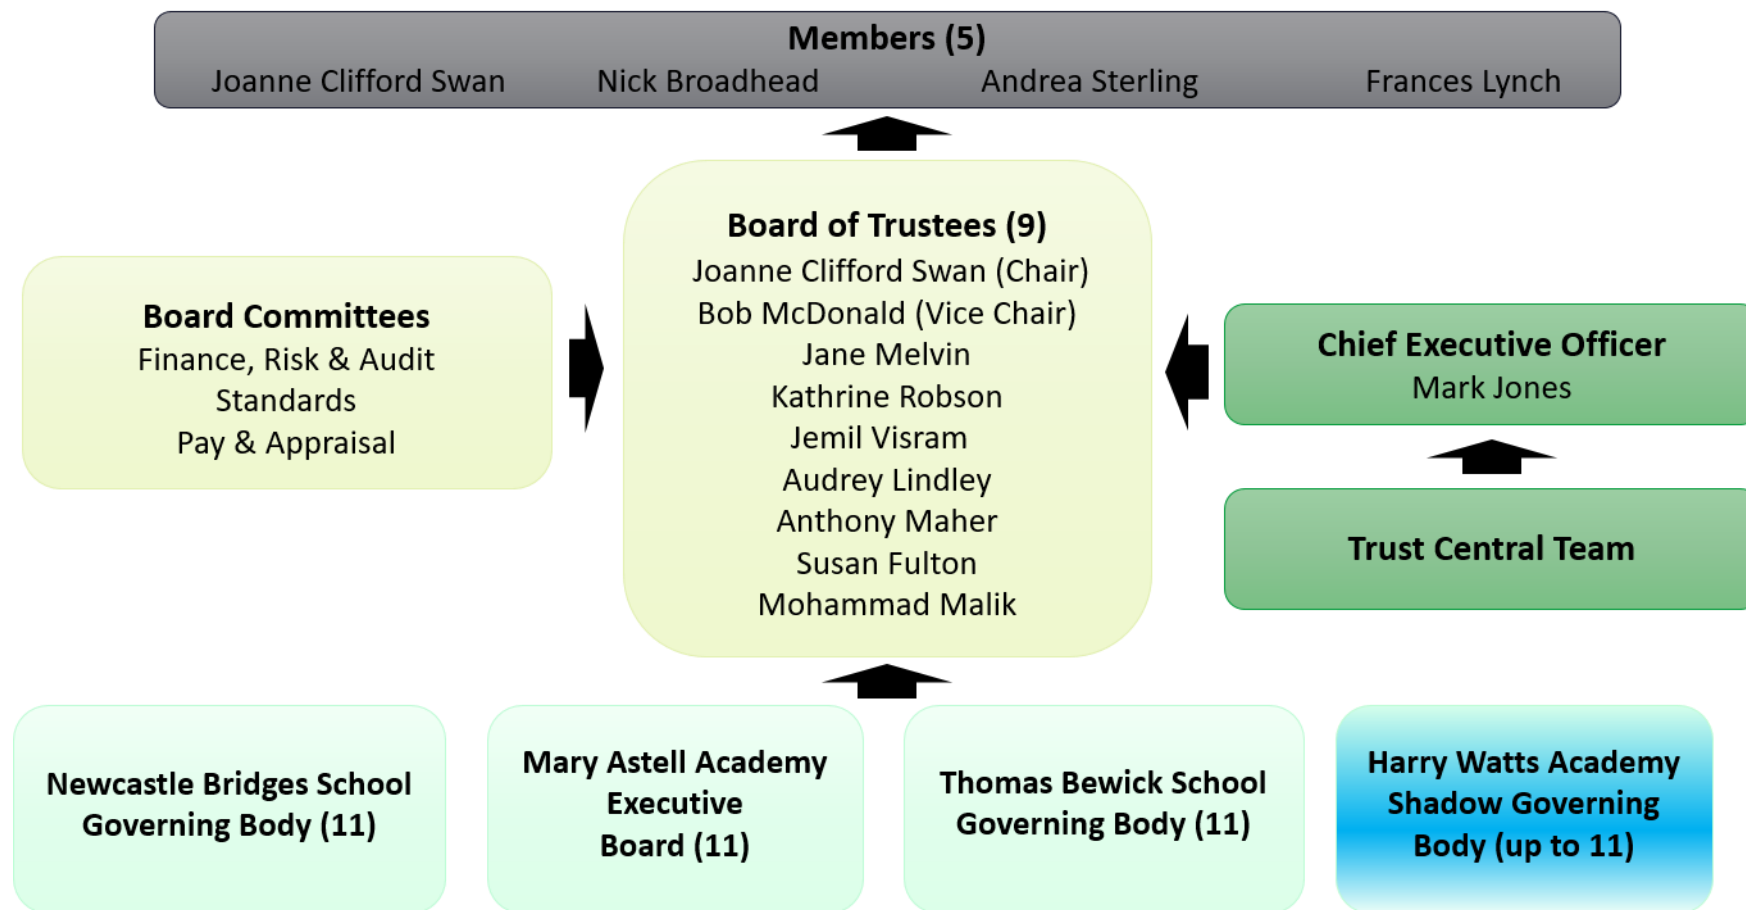 Members (5)
Joanne Clifford Swan Nick Broadhead Andrea Sterling Frances Lynch
Board Committees
Finance, Risk & Audit
Standards
Pay & Appraisal
Board of Trustees (9)
Joanne Clifford Swan (Chair)
Bob McDonald (Vice Chair)
Jane Melvin
Kathrine Robson
Jemil Visram
Audrey Lindley
Anthony Maher
Susan Fulton
Mohammad Malik
Chief Executive Officer
Mark Jones
Trust Central Team
Newcastle Bridges School
Governing Body (11)
Mary Astell Academy
Executive
Board (11)
Thomas Bewick School
Governing Body (11)
Harry Watts Academy
Shadow Governing
Body (up to 11)